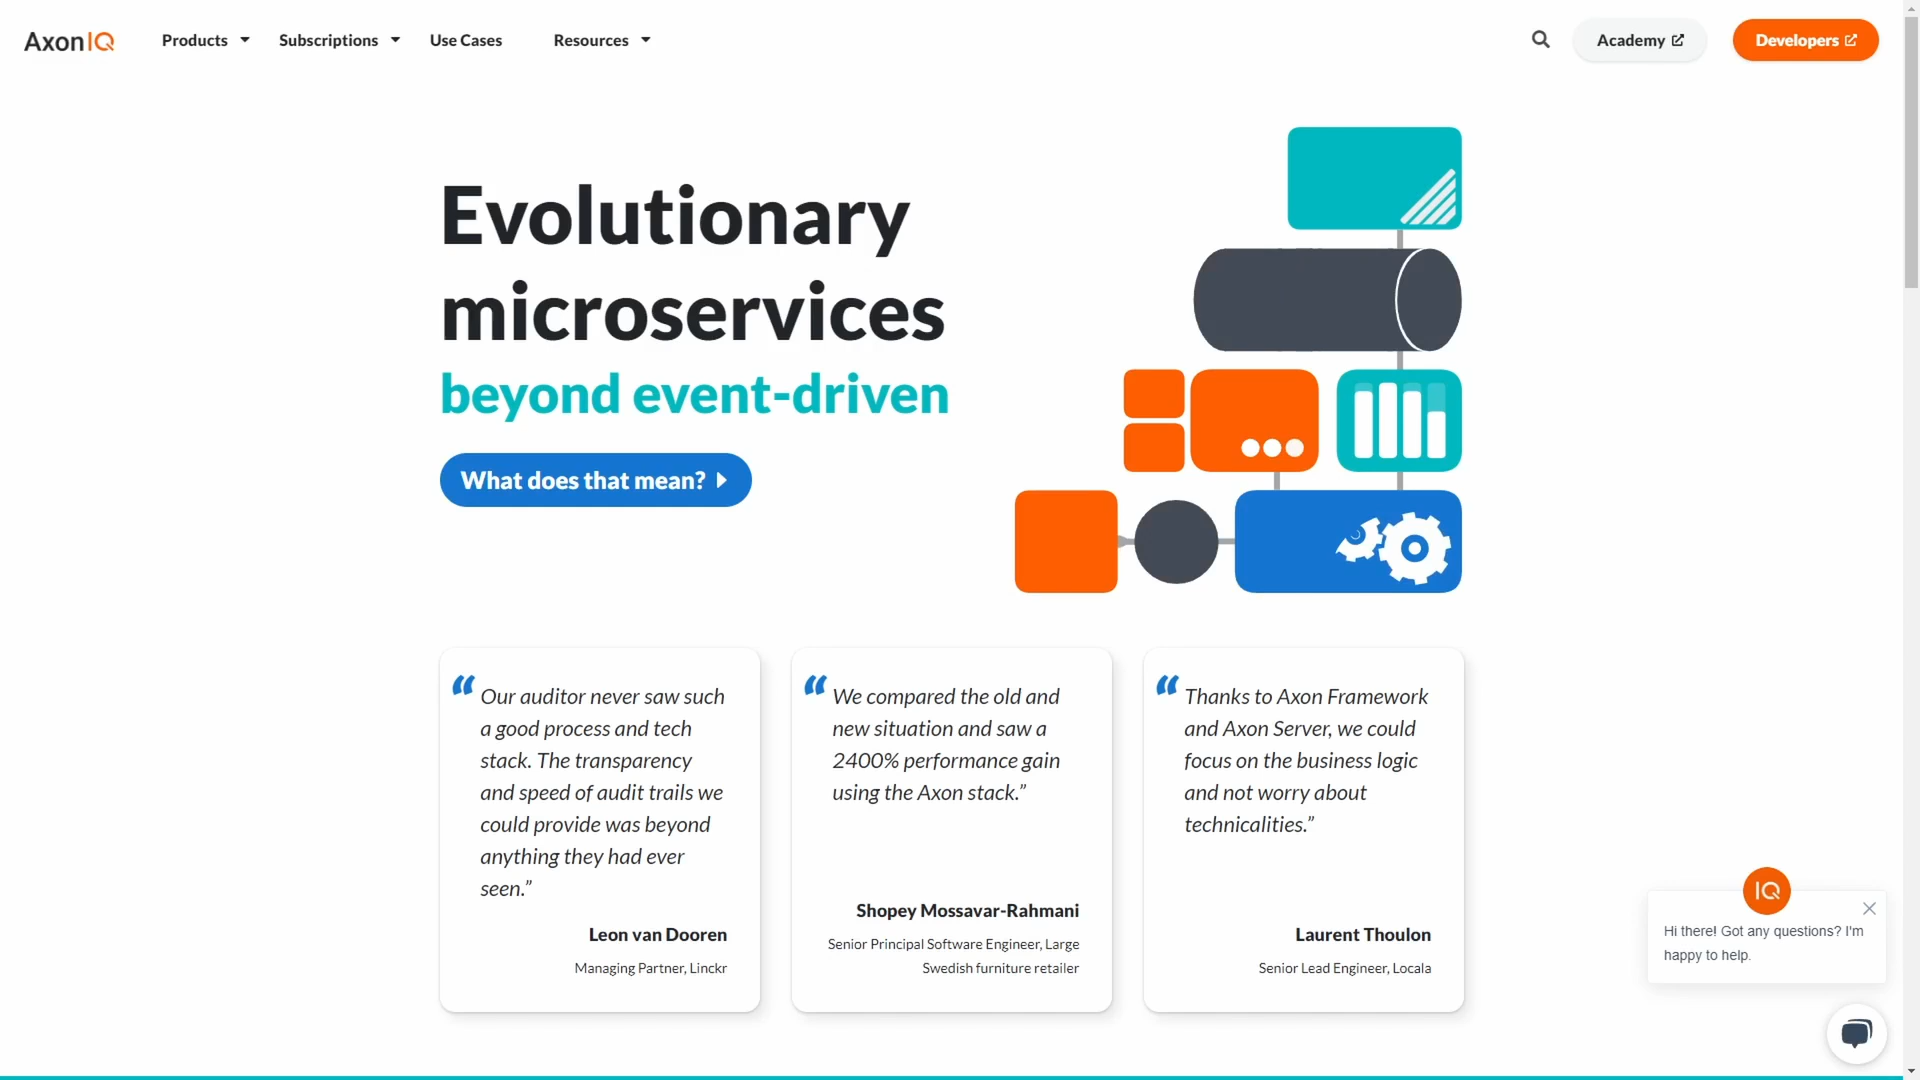 AxonIQ
Products
Subscriptions
Use Cases
Resources
Academy
Developers
Evolutionary
microservices
beyond event-driven
What does that mean?
“ Our auditor never saw such
a good process and tech
stack. The transparency
and speed of audit trails we
could provide was beyond
anything they had ever
seen.”
Leon van Dooren
Managing Partner, Linckr
“ We compared the old and
new situation and saw a
2400% performance gain
using the Axon stack.”
Shopey Mossavar-Rahmani
Senior Principal Software Engineer, Large
Swedish furniture retailer
“ Thanks to Axon Framework
and Axon Server, we could
focus on the business logic
and not worry about
technicalities.”
Laurent Thoulon
Senior Lead Engineer, Locala
IQ
Hi there! Got any questions? I'm
happy to help.